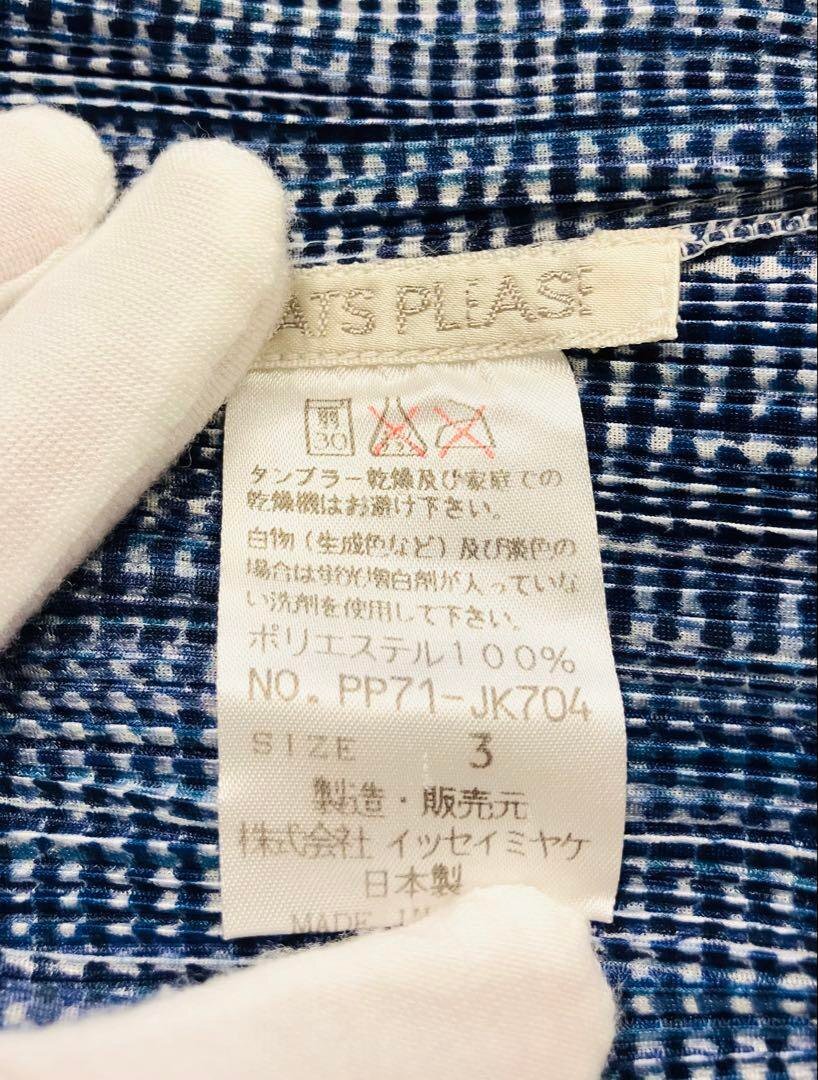 ATS PLEASE
弱
30
タンブラー乾燥及び家庭での
乾燥機はお避け下さい。
白物(生成色など)及び淡色の
場合は蛍光増白剤が入っていな
い洗剤を使用して下さい。
ポリエステル100%
NO. PP71-JK704
SIZE 3
製造・販売元
株式会社 イッセイミヤケ
日本製
MADE